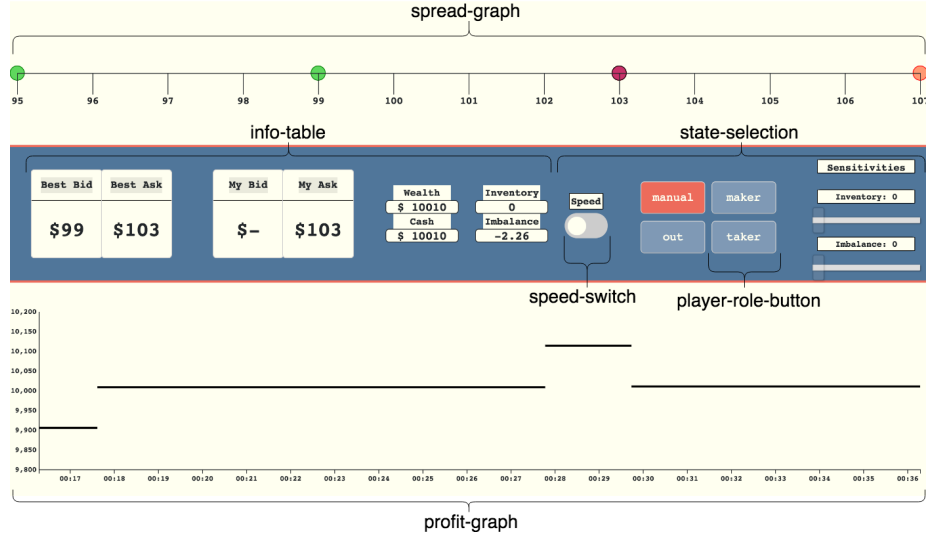 spread-graph
95 96 97 98 99 100 101 102 103 104 105 106 107
info-table state-selection
Best Bid Best Ask My Bid My Ask
$99 $103 $- $103
Wealth Inventory
$ 10010 0
Cash Imbalance
$ 10010 -2.26
Speed
manual maker
out taker
Sensitivities
Inventory: 0
Imbalance: 0
speed-switch player-role-button
10,200
10,150
10,100
10,050
10,000
9,950
9,900
9,850
9,800
00:17 00:18 00:19 00:20 00:21 00:22 00:23 00:24 00:25 00:26 00:27 00:28 00:29 00:30 00:31 00:32 00:33 00:34 00:35 00:36
profit-graph